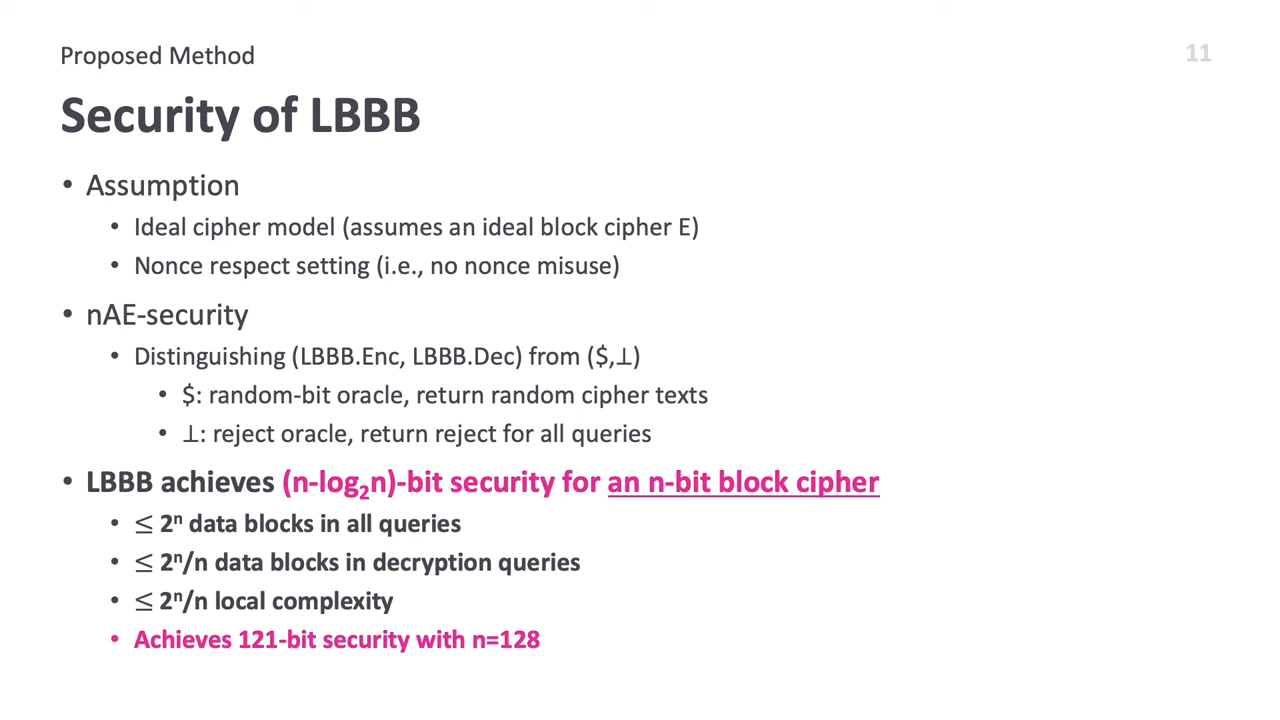 Proposed Method
11
Security of LBBB
• Assumption
• Ideal cipher model (assumes an ideal block cipher E)
• Nonce respect setting (i.e., no nonce misuse)
• nAE-security
• Distinguishing (LBBB.Enc, LBBB.Dec) from ($,⊥)
• $: random-bit oracle, return random cipher texts
• ⊥: reject oracle, return reject for all queries
• LBBB achieves (n-log₂n)-bit security for an n-bit block cipher
• ≤ 2ⁿ data blocks in all queries
• ≤ 2ⁿ/n data blocks in decryption queries
• ≤ 2ⁿ/n local complexity
• Achieves 121-bit security with n=128